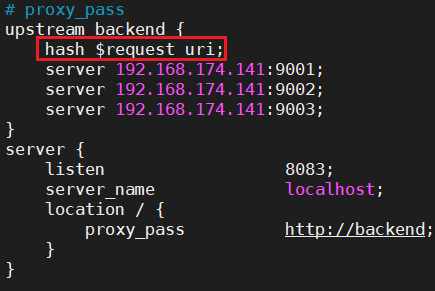 # proxy_pass
upstream backend {
    hash $request_uri;
    server 192.168.174.141:9001;
    server 192.168.174.141:9002;
    server 192.168.174.141:9003;
}
server {
    listen                  8083;
    server_name             localhost;
    location / {
        proxy_pass          http://backend;
    }
}